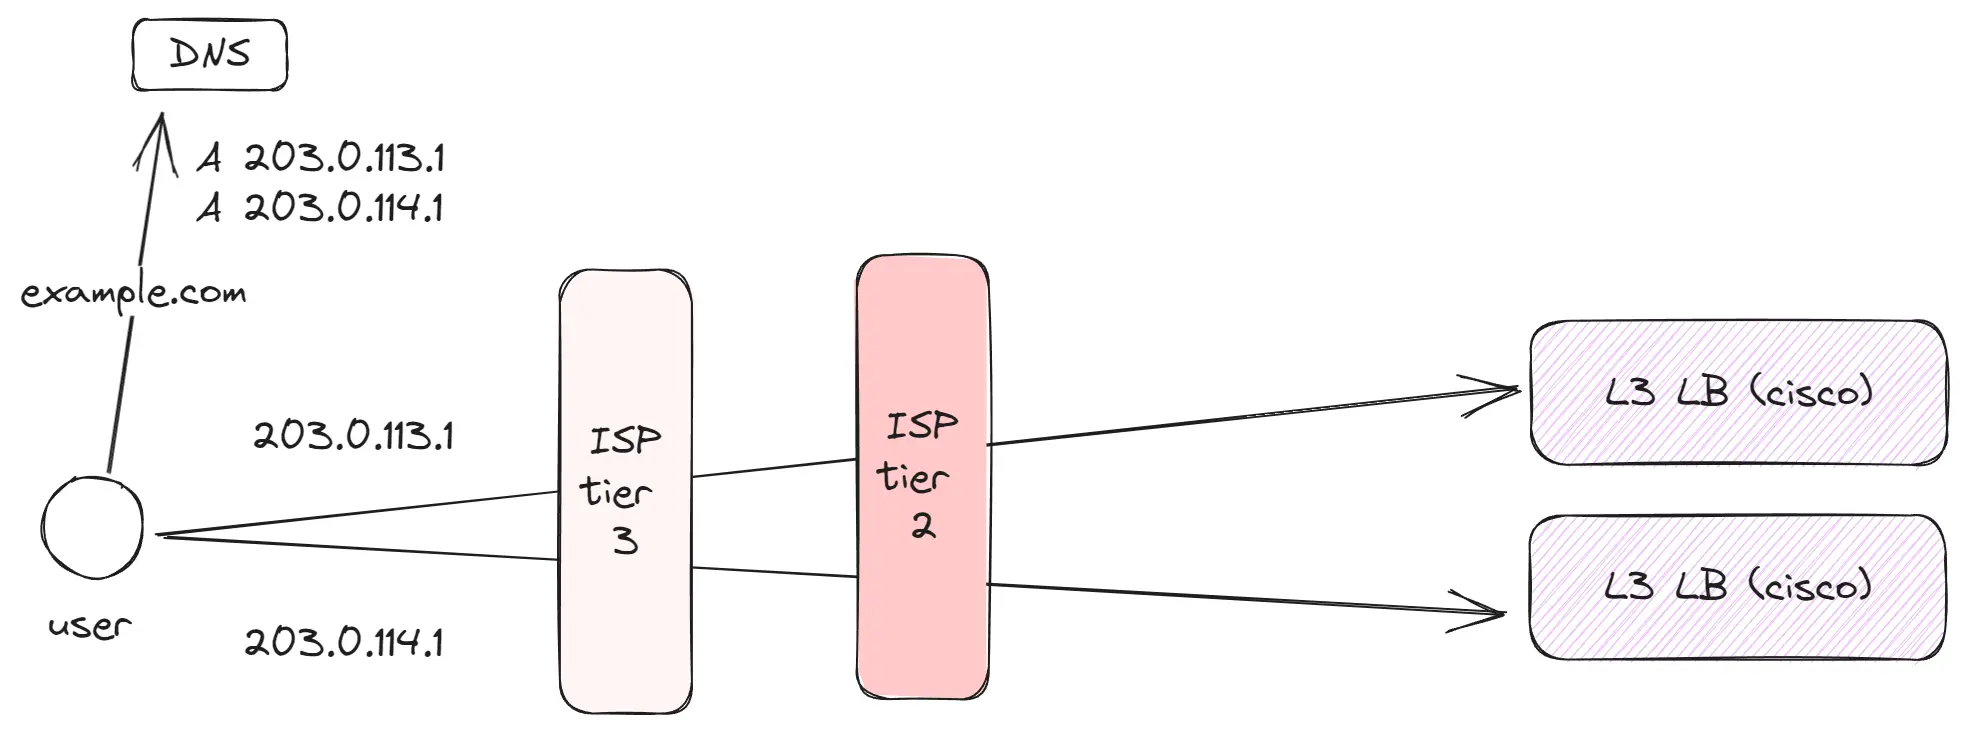 DNS
A 203.0.113.1
A 203.0.114.1
example.com
203.0.113.1
ISP
tier
3
ISP
tier
2
L3 LB (cisco)
L3 LB (cisco)
user
203.0.114.1